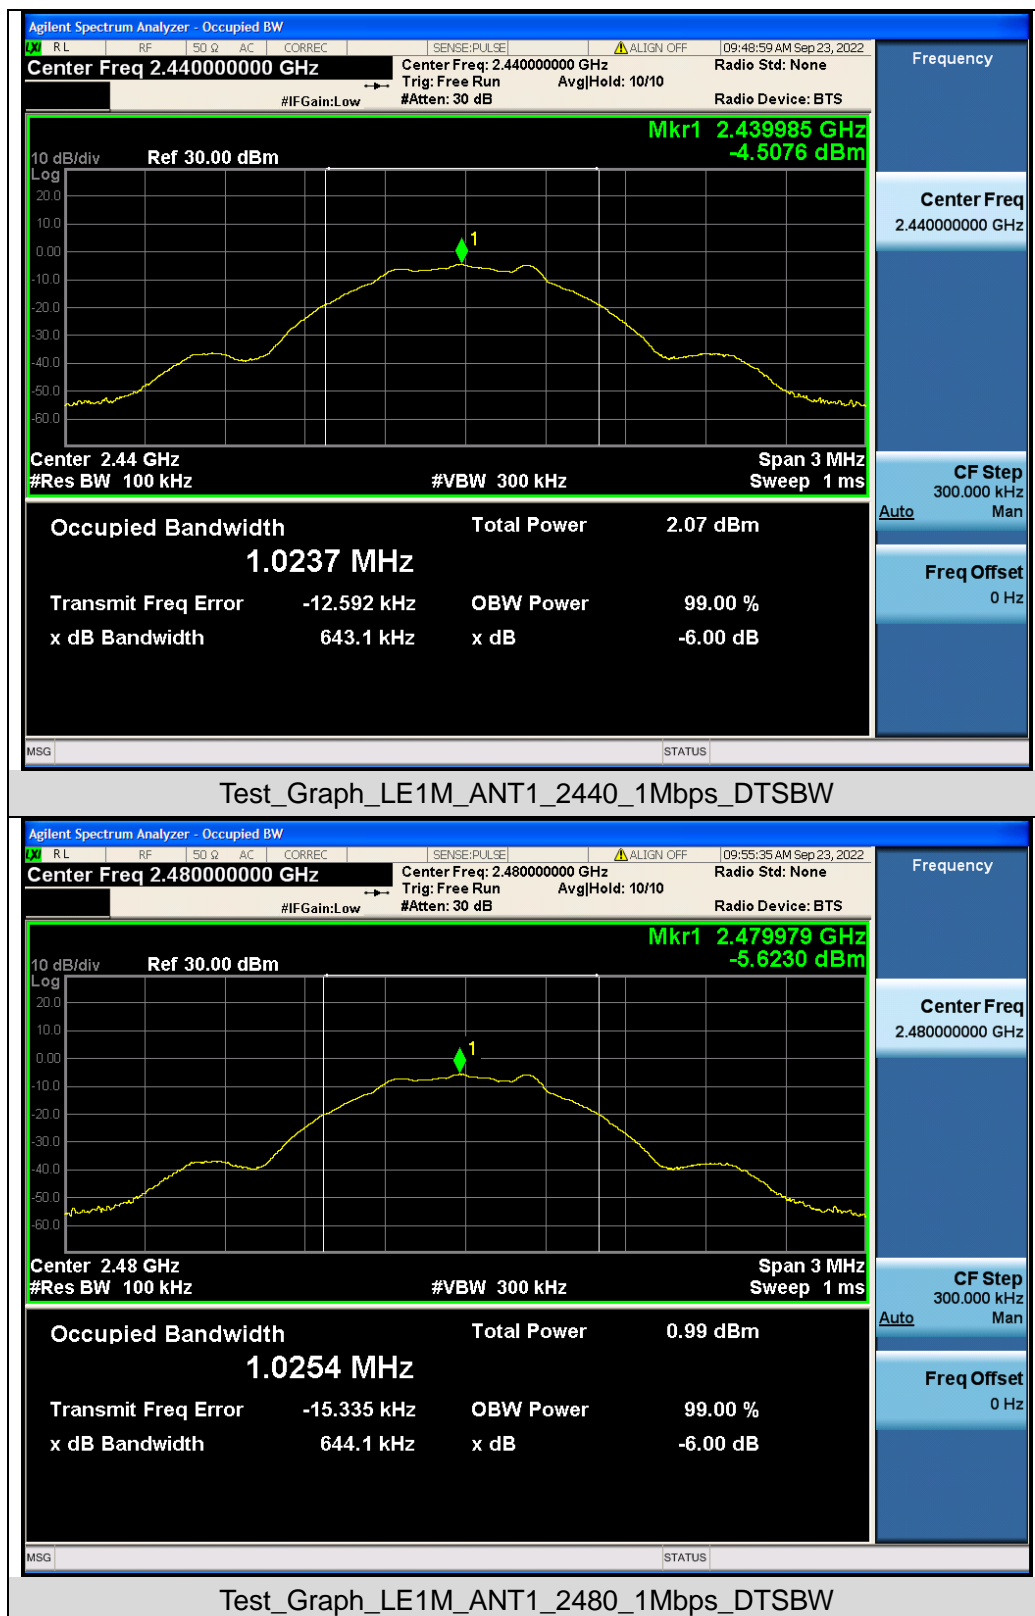 Agilent Spectrum Analyzer - Occupied BW
LXI RL RF 50 Ω AC CORREC SENSE:PULSE ALIGN OFF 09:48:59 AM Sep 23, 2022
Center Freq 2.440000000 GHz
Center Freq: 2.440000000 GHz
Radio Std: None
Trig: Free Run Avg|Hold: 10/10
#IFGain:Low #Atten: 30 dB Radio Device: BTS
Frequency
Mkr1 2.439985 GHz
-4.5076 dBm
10 dB/div Ref 30.00 dBm
Log
20.0
10.0
0.00
-10.0
-20.0
-30.0
-40.0
-50.0
-60.0
1
Center 2.44 GHz Span 3 MHz
#Res BW 100 kHz #VBW 300 kHz Sweep 1 ms
Center Freq
2.440000000 GHz
CF Step
300.000 kHz
Auto Man
Freq Offset
0 Hz
Occupied Bandwidth Total Power 2.07 dBm
1.0237 MHz
Transmit Freq Error -12.592 kHz OBW Power 99.00 %
x dB Bandwidth 643.1 kHz x dB -6.00 dB
MSG STATUS
Test_Graph_LE1M_ANT1_2440_1Mbps_DTSBW
Agilent Spectrum Analyzer - Occupied BW
LXI RL RF 50 Ω AC CORREC SENSE:PULSE ALIGN OFF 09:55:35 AM Sep 23, 2022
Center Freq 2.480000000 GHz
Center Freq: 2.480000000 GHz
Radio Std: None
Trig: Free Run Avg|Hold: 10/10
#IFGain:Low #Atten: 30 dB Radio Device: BTS
Frequency
Mkr1 2.479979 GHz
-5.6230 dBm
10 dB/div Ref 30.00 dBm
Log
20.0
10.0
0.00
-10.0
-20.0
-30.0
-40.0
-50.0
-60.0
1
Center 2.48 GHz Span 3 MHz
#Res BW 100 kHz #VBW 300 kHz Sweep 1 ms
Center Freq
2.480000000 GHz
CF Step
300.000 kHz
Auto Man
Freq Offset
0 Hz
Occupied Bandwidth Total Power 0.99 dBm
1.0254 MHz
Transmit Freq Error -15.335 kHz OBW Power 99.00 %
x dB Bandwidth 644.1 kHz x dB -6.00 dB
MSG STATUS
Test_Graph_LE1M_ANT1_2480_1Mbps_DTSBW